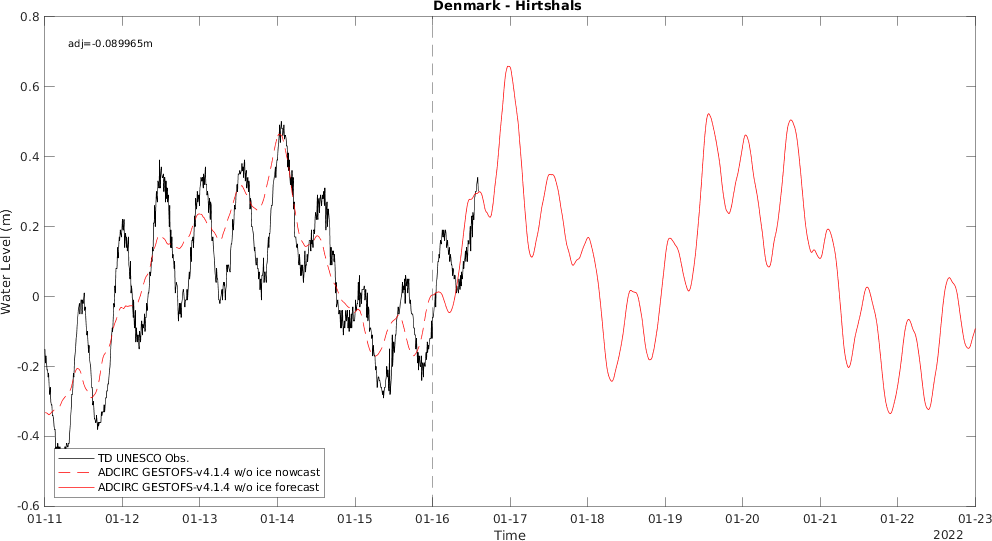 Denmark - Hirtshals
adj=-0.089965m
0.8
0.6
0.4
0.2
0
-0.2
-0.4
-0.6
Water Level (m)
TD UNESCO Obs.
ADCIRC GESTOFS-v4.1.4 w/o ice nowcast
ADCIRC GESTOFS-v4.1.4 w/o ice forecast
01-11 01-12 01-13 01-14 01-15 01-16 01-17 01-18 01-19 01-20 01-21 01-22 01-23
Time
2022